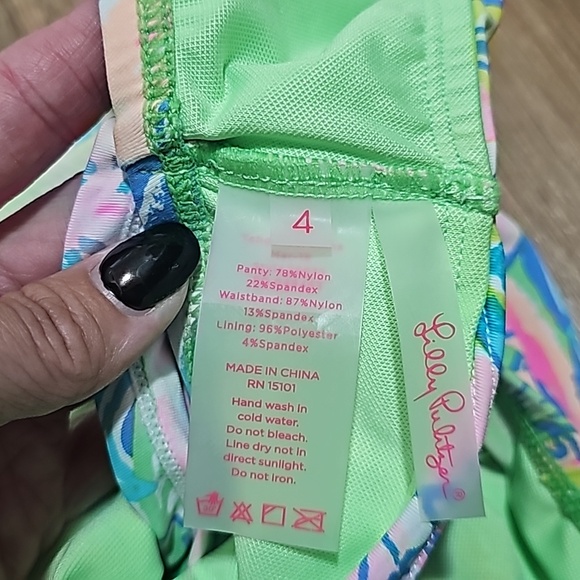 4
Panty: 78%Nylon
22%Spandex
Waistband: 87%Nylon
13%Spandex
Lining: 96%Polyester
4%Spandex
MADE IN CHINA
RN 15101
Hand wash in
cold water.
Do not bleach.
Line dry not in
direct sunlight.
Do not iron.
Lilly Pulitzer®